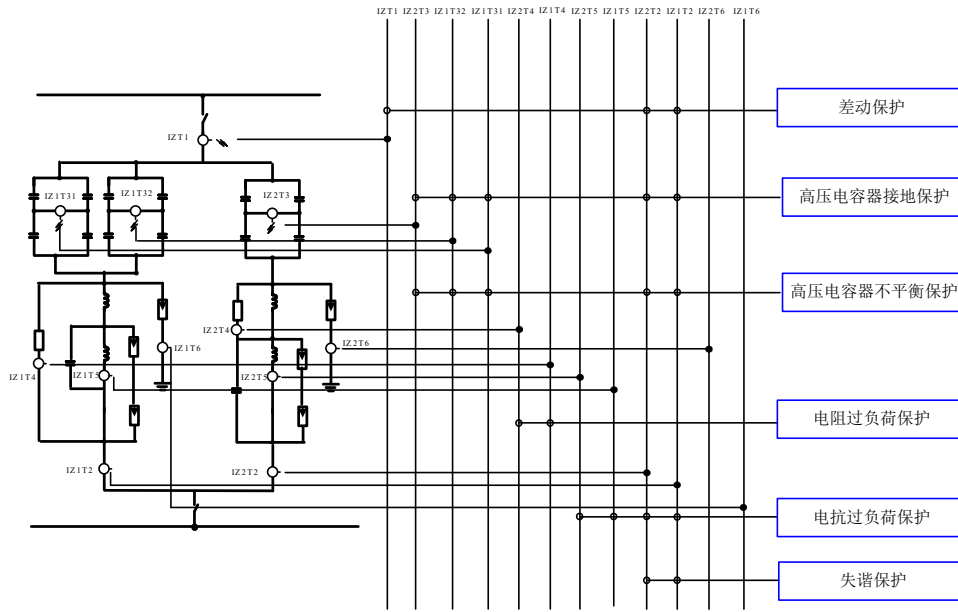 IZT1 IZ2T3 IZ1T32 IZ1T31 IZ2T4 IZ1T4 IZ2T5 IZ1T5 IZ2T2 IZ1T2 IZ2T6 IZ1T6
差动保护
IZT1
IZ1T31 IZ1T32 IZ2T3
高压电容器接地保护
高压电容器不平衡保护
IZ2T4
IZ1T6 IZ2T6
IZ1T4 IZ1T5 IZ2T5
电阻过负荷保护
IZ1T2 IZ2T2
电抗过负荷保护
失谐保护